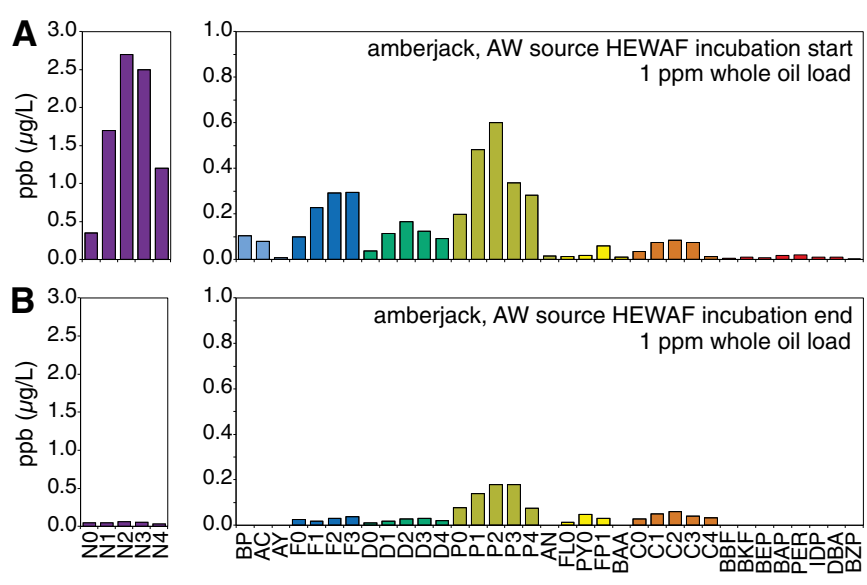 A
3.0
2.5
2.0
1.5
1.0
0.5
0.0
ppb (µg/L)
1.0
0.8
0.6
0.4
0.2
0.0
amberjack, AW source HEWAF incubation start
1 ppm whole oil load
B
3.0
2.5
2.0
1.5
1.0
0.5
0.0
ppb (µg/L)
N0 N1 N2 N3 N4
1.0
0.8
0.6
0.4
0.2
0.0
amberjack, AW source HEWAF incubation end
1 ppm whole oil load
BP AC AY F0 F1 F2 F3 D0 D1 D2 D3 D4 P0 P1 P2 P3 P4 AN FL0 PY0 FP1 BAA C0 C1 C2 C3 C4 BBF BKF BEP BAP PER IDP DBA BZP